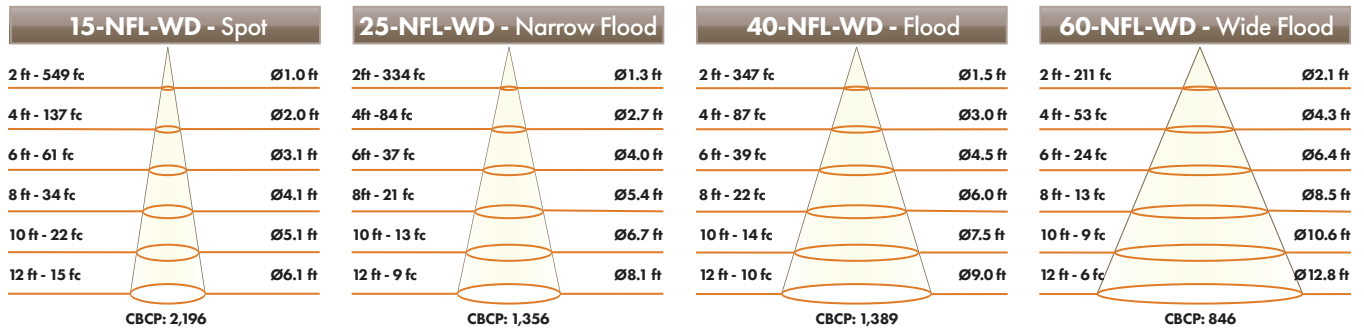 15-NFL-WD - Spot
2 ft - 549 fc Ø1.0 ft
4 ft - 137 fc Ø2.0 ft
6 ft - 61 fc Ø3.1 ft
8 ft - 34 fc Ø4.1 ft
10 ft - 22 fc Ø5.1 ft
12 ft - 15 fc Ø6.1 ft
CBCP: 2,196
25-NFL-WD - Narrow Flood
2ft - 334 fc Ø1.3 ft
4ft -84 fc Ø2.7 ft
6ft - 37 fc Ø4.0 ft
8ft - 21 fc Ø5.4 ft
10 ft - 13 fc Ø6.7 ft
12 ft - 9 fc Ø8.1 ft
CBCP: 1,356
40-NFL-WD - Flood
2 ft - 347 fc Ø1.5 ft
4 ft - 87 fc Ø3.0 ft
6 ft - 39 fc Ø4.5 ft
8 ft - 22 fc Ø6.0 ft
10 ft - 14 fc Ø7.5 ft
12 ft - 10 fc Ø9.0 ft
CBCP: 1,389
60-NFL-WD - Wide Flood
2 ft - 211 fc Ø2.1 ft
4 ft - 53 fc Ø4.3 ft
6 ft - 24 fc Ø6.4 ft
8 ft - 13 fc Ø8.5 ft
10 ft - 9 fc Ø10.6 ft
12 ft - 6 fc Ø12.8 ft
CBCP: 846